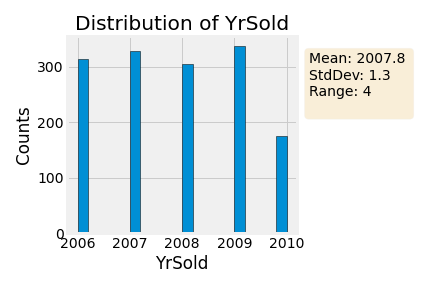 Distribution of YrSold
Mean: 2007.8
StdDev: 1.3
Range: 4
Counts
300
200
100
0
2006 2007 2008 2009 2010
YrSold